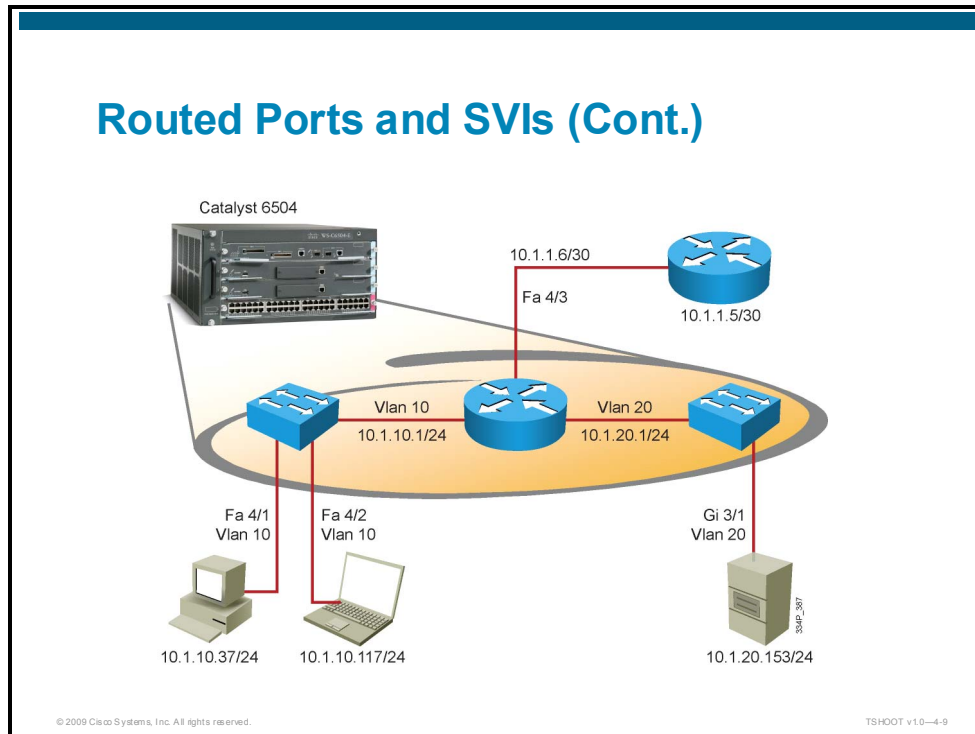 Routed Ports and SVIs (Cont.)
Catalyst 6504
WS-C6504-E
10.1.1.6/30
Fa 4/3
10.1.1.5/30
Vlan 10
10.1.10.1/24
Vlan 20
10.1.20.1/24
Fa 4/1
Vlan 10
Fa 4/2
Vlan 10
Gi 3/1
Vlan 20
334P_367
10.1.10.37/24
10.1.10.117/24
10.1.20.153/24
© 2009 Cisco Systems, Inc. All rights reserved.
TSHOOT v1.0—4-9